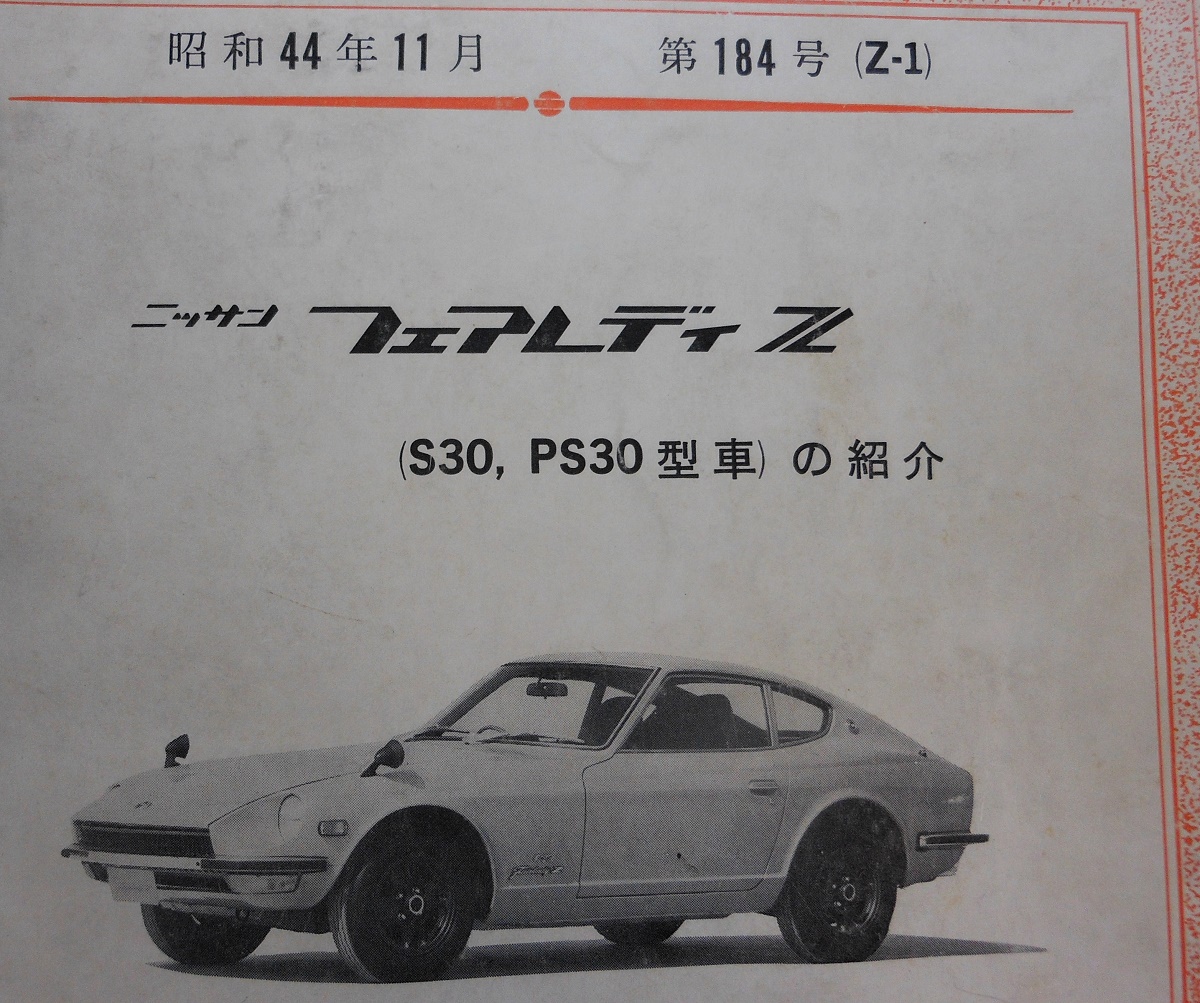 昭和44年11月 第184号 (Z-1)
ニッサン フェアレディZ
(S30, PS30型車) の紹介